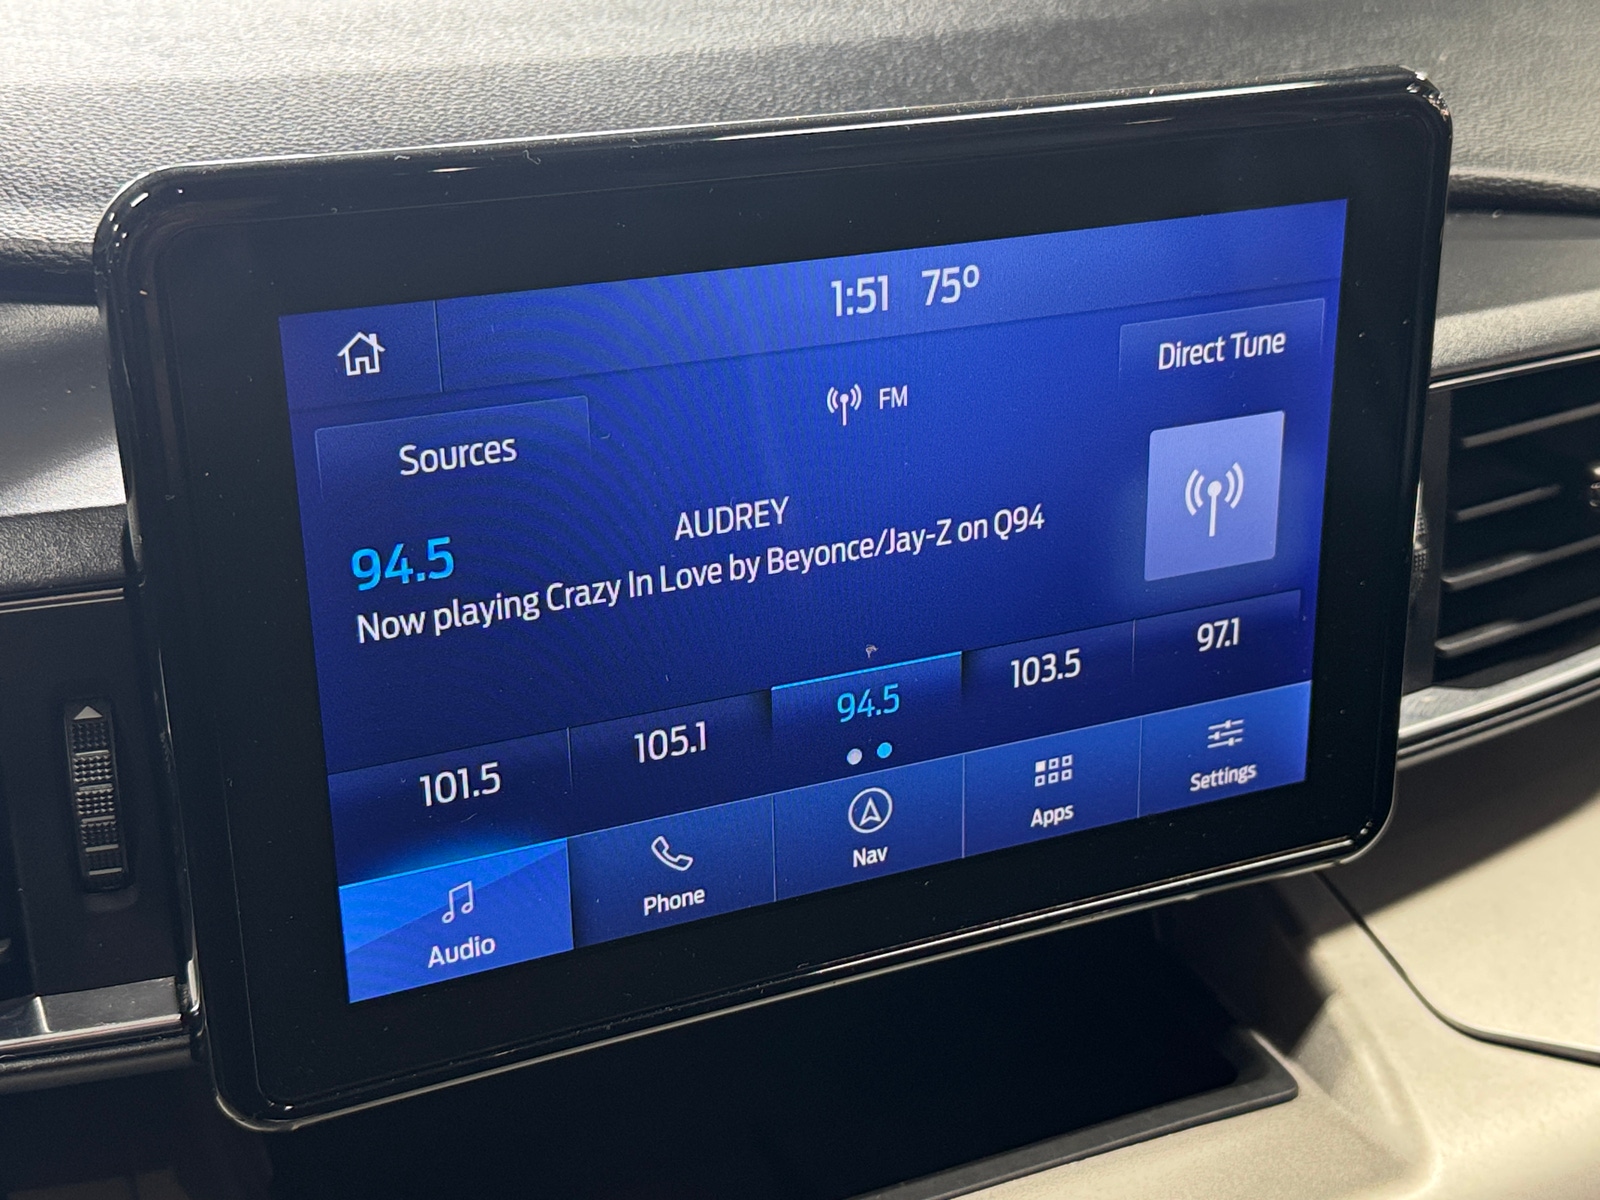 1:51 75°
Direct Tune
FM
Sources
AUDREY
94.5
Now playing Crazy In Love by Beyonce/Jay-Z on Q94
101.5
105.1
94.5
103.5
97.1
Audio
Phone
Nav
Apps
Settings